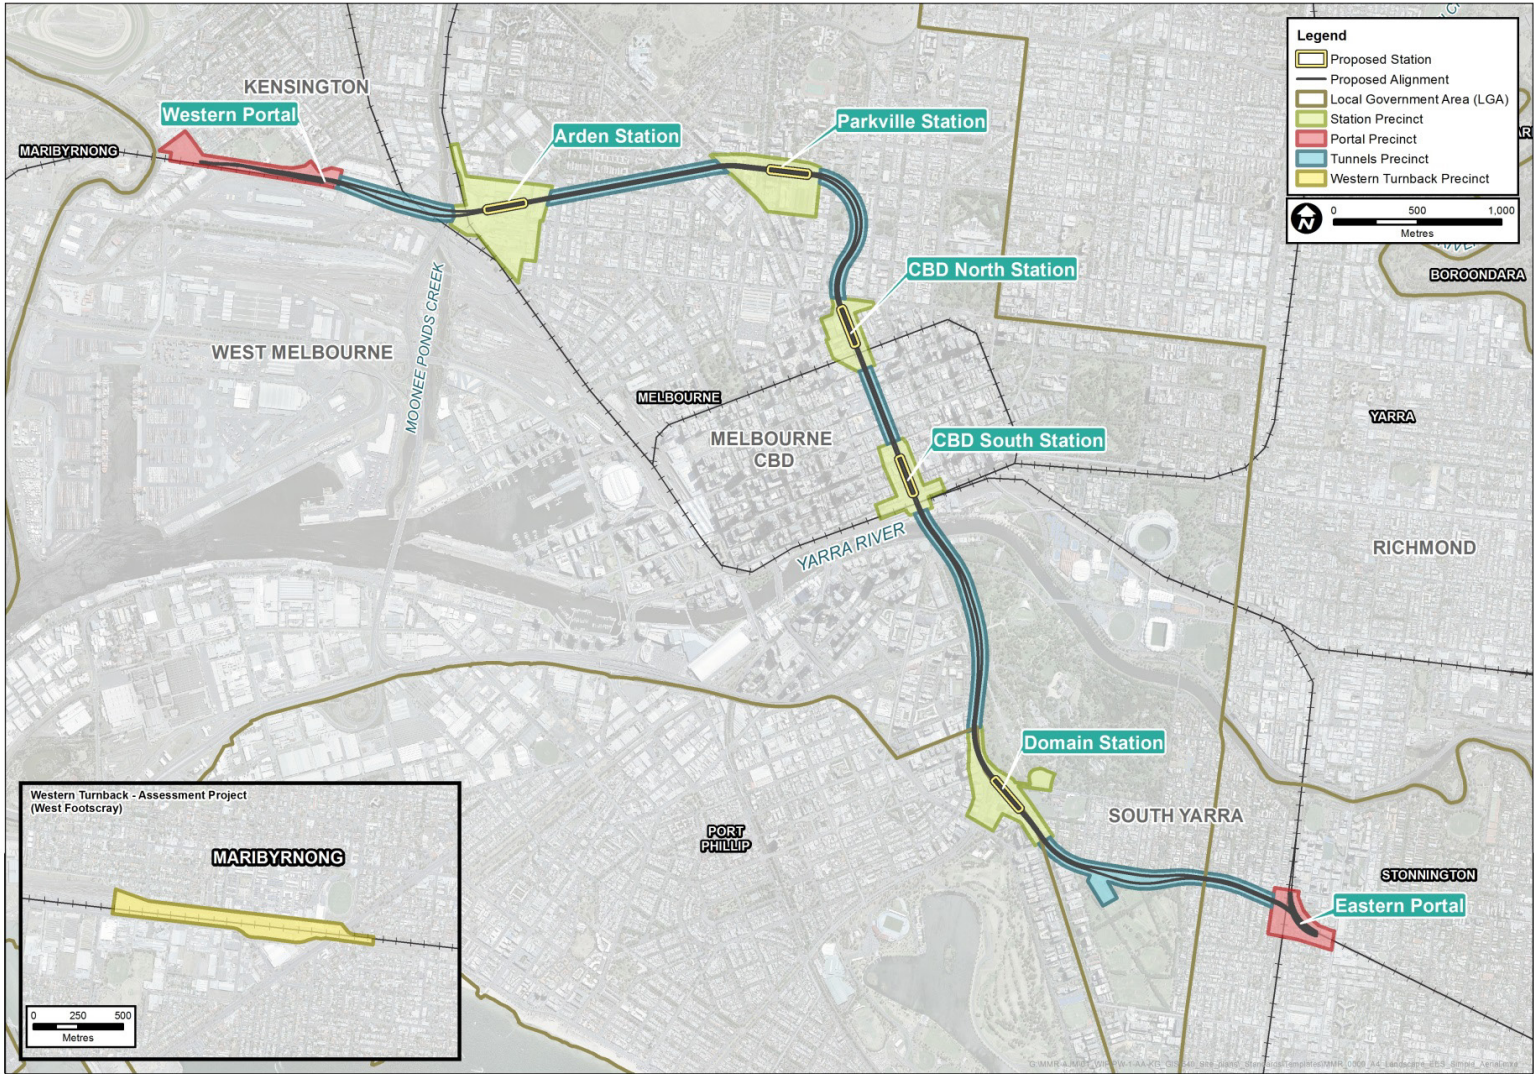 KENSINGTON
Western Portal
MARIBYRNONG
Arden Station
Parkville Station
CBD North Station
CBD South Station
WEST MELBOURNE
MOONEE PONDS CREEK
MELBOURNE
MELBOURNE
CBD
YARRA RIVER
Domain Station
SOUTH YARRA
PORT
PHILLIP
STONNINGTON
Eastern Portal
RICHMOND
YARRA
BOROONDARA
Legend
Proposed Station
Proposed Alignment
Local Government Area (LGA)
Station Precinct
Portal Precinct
Tunnels Precinct
Western Turnback Precinct
N
0 500 1,000
Metres
Western Turnback - Assessment Project
(West Footscray)
MARIBYRNONG
0 250 500
Metres